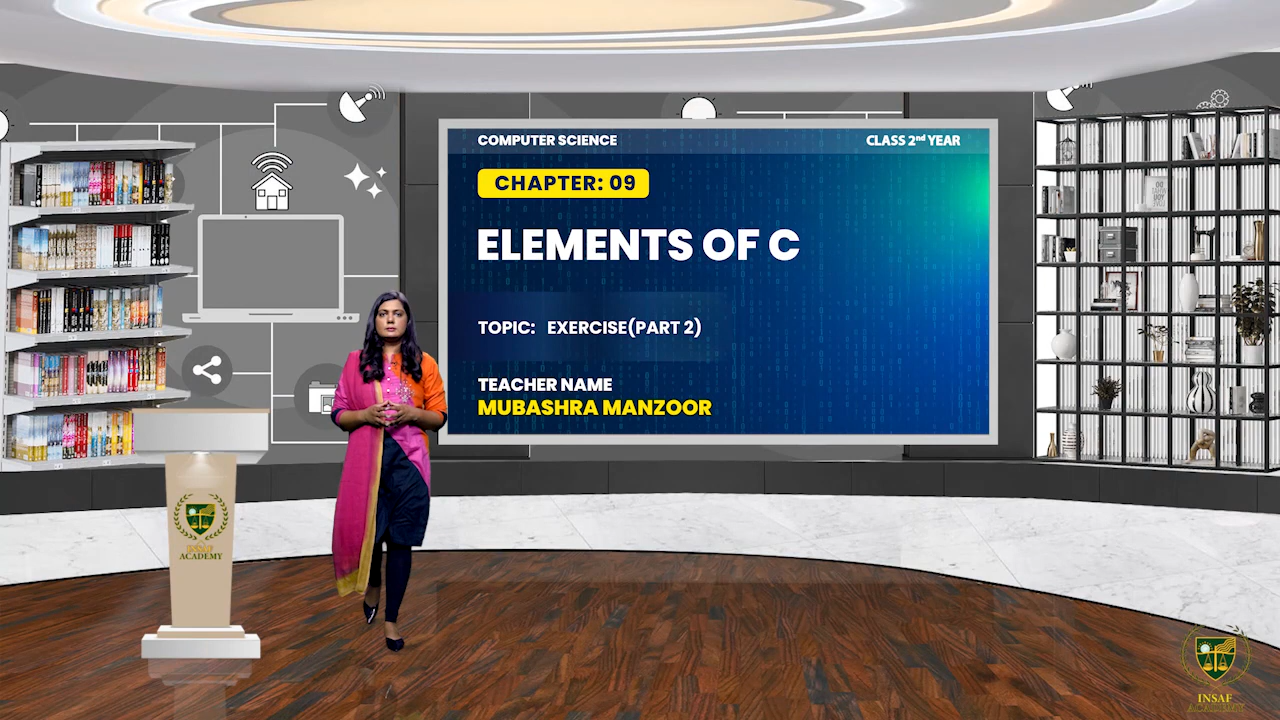 COMPUTER SCIENCE
CLASS 2nd YEAR
CHAPTER: 09
ELEMENTS OF C
TOPIC: EXERCISE(PART 2)
TEACHER NAME
MUBASHRA MANZOOR
INSAF
ACADEMY
INSAF
ACADEMY